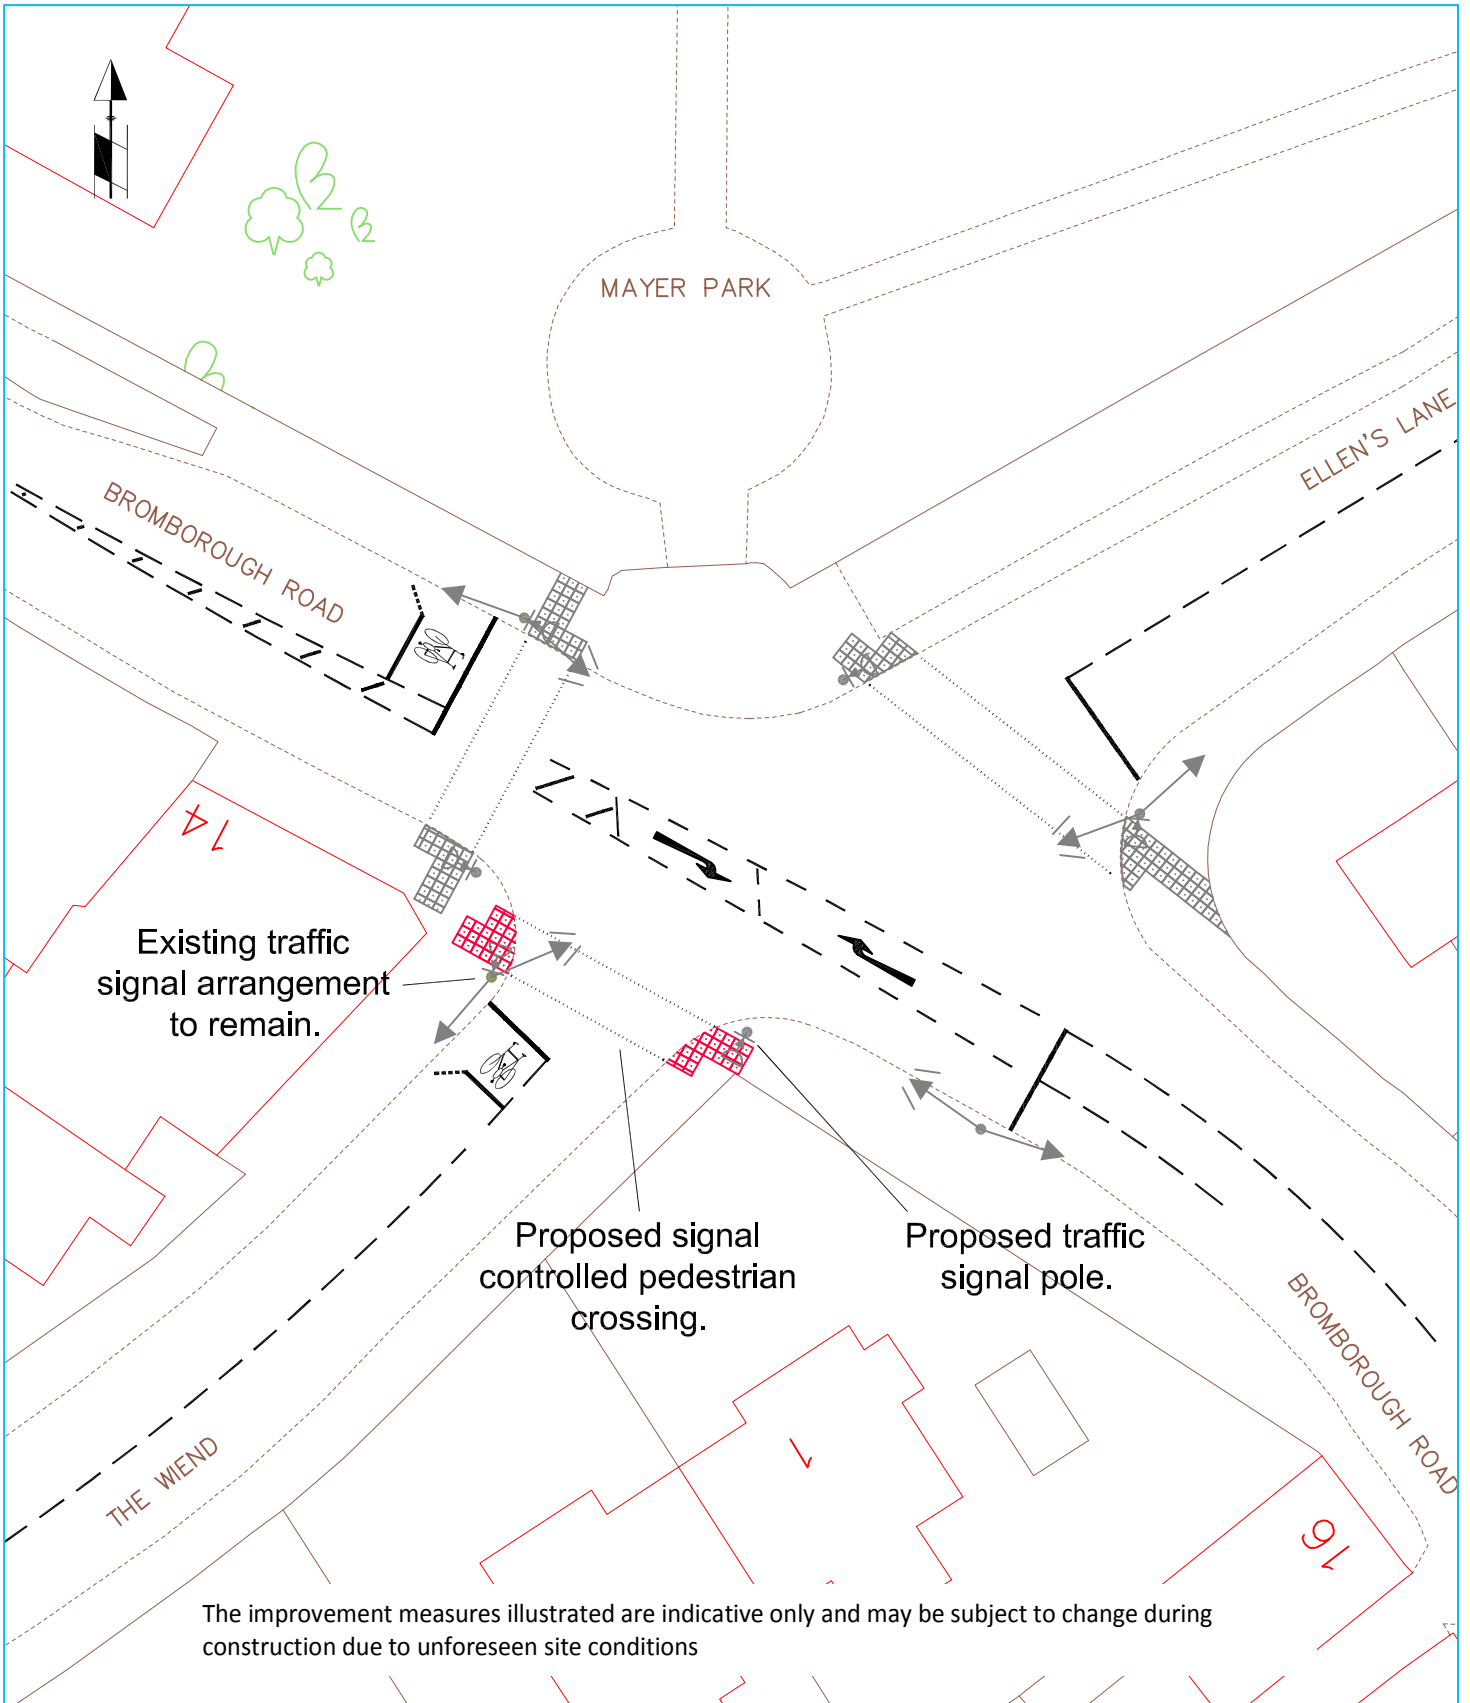 MAYER PARK
ELLEN'S LANE
BROMBOROUGH ROAD
14
Existing traffic
signal arrangement
to remain.
Proposed signal
controlled pedestrian
crossing.
Proposed traffic
signal pole.
BROMBOROUGH ROAD
THE WIEND
1
16
The improvement measures illustrated are indicative only and may be subject to change during
construction due to unforeseen site conditions